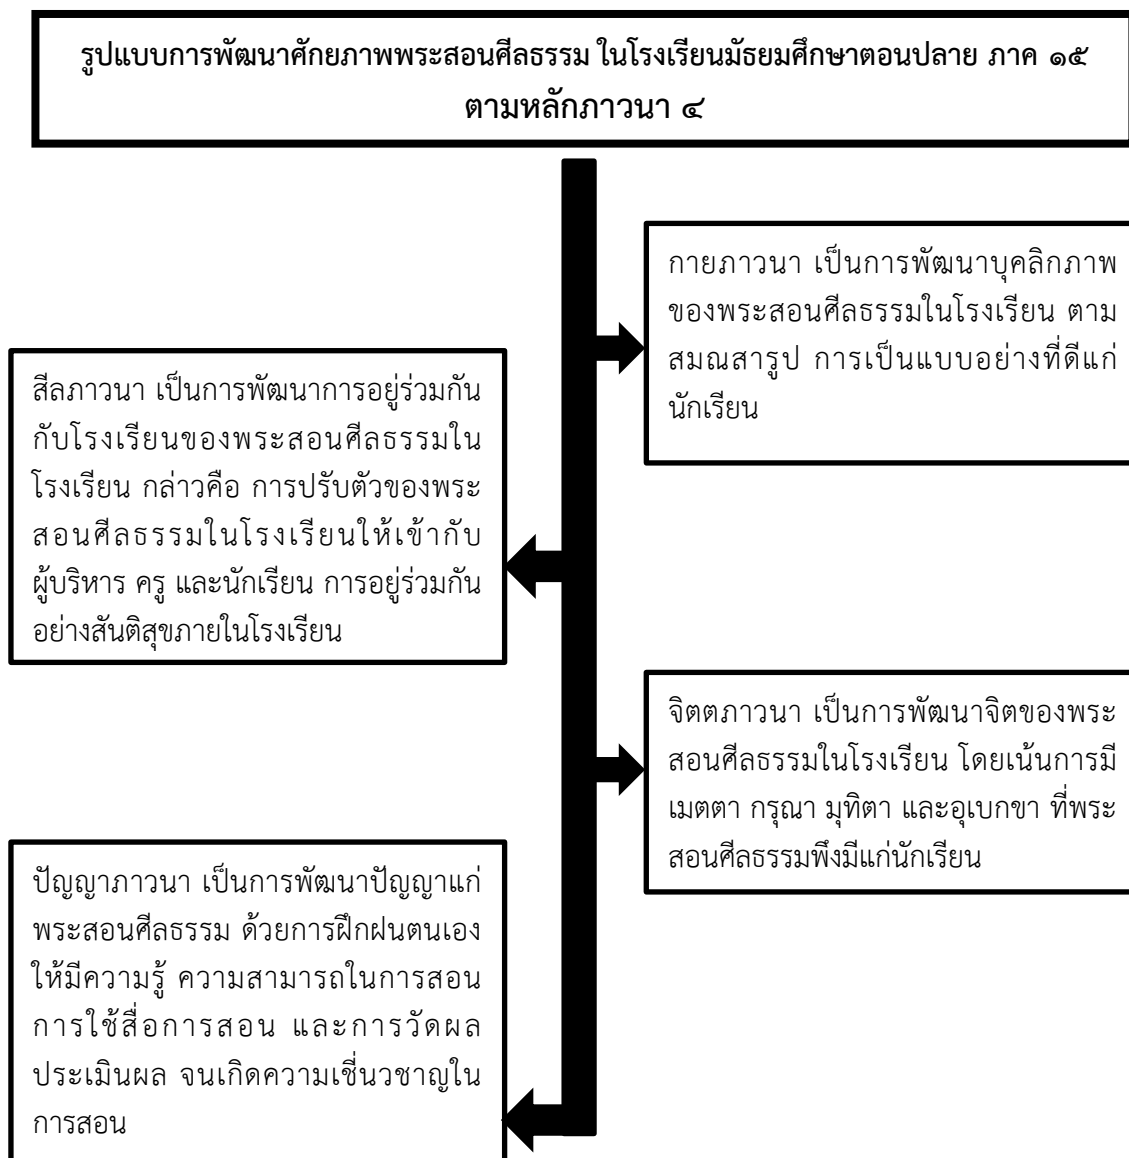 รูปแบบการพัฒนาศักยภาพพระสอนศีลธรรม ในโรงเรียนมัธยมศึกษาตอนปลาย ภาค ๑๕
ตามหลักภาวนา ๔
กายภาวนา เป็นการพัฒนาบุคลิกภาพ
ของพระสอนศีลธรรมในโรงเรียน ตาม
สมณสารูป การเป็นแบบอย่างที่ดีแก่
นักเรียน
สีลภาวนา เป็นการพัฒนาการอยู่ร่วมกัน
กับโรงเรียนของพระสอนศีลธรรมใน
โรงเรียน กล่าวคือ การปรับตัวของพระ
สอนศีลธรรมในโรงเรียนให้เข้ากับ
ผู้บริหาร ครู และนักเรียน การอยู่ร่วมกัน
อย่างสันติสุขภายในโรงเรียน
จิตตภาวนา เป็นการพัฒนาจิตของพระ
สอนศีลธรรมในโรงเรียน โดยเน้นการมี
เมตตา กรุณา มุทิตา และอุเบกขา ที่พระ
สอนศีลธรรมพึงมีแก่นักเรียน
ปัญญาภาวนา เป็นการพัฒนาปัญญาแก่
พระสอนศีลธรรม ด้วยการฝึกฝนตนเอง
ให้มีความรู้ ความสามารถในการสอน
การใช้สื่อการสอน และการวัดผล
ประเมินผล จนเกิดความเชี่นวชาญใน
การสอน